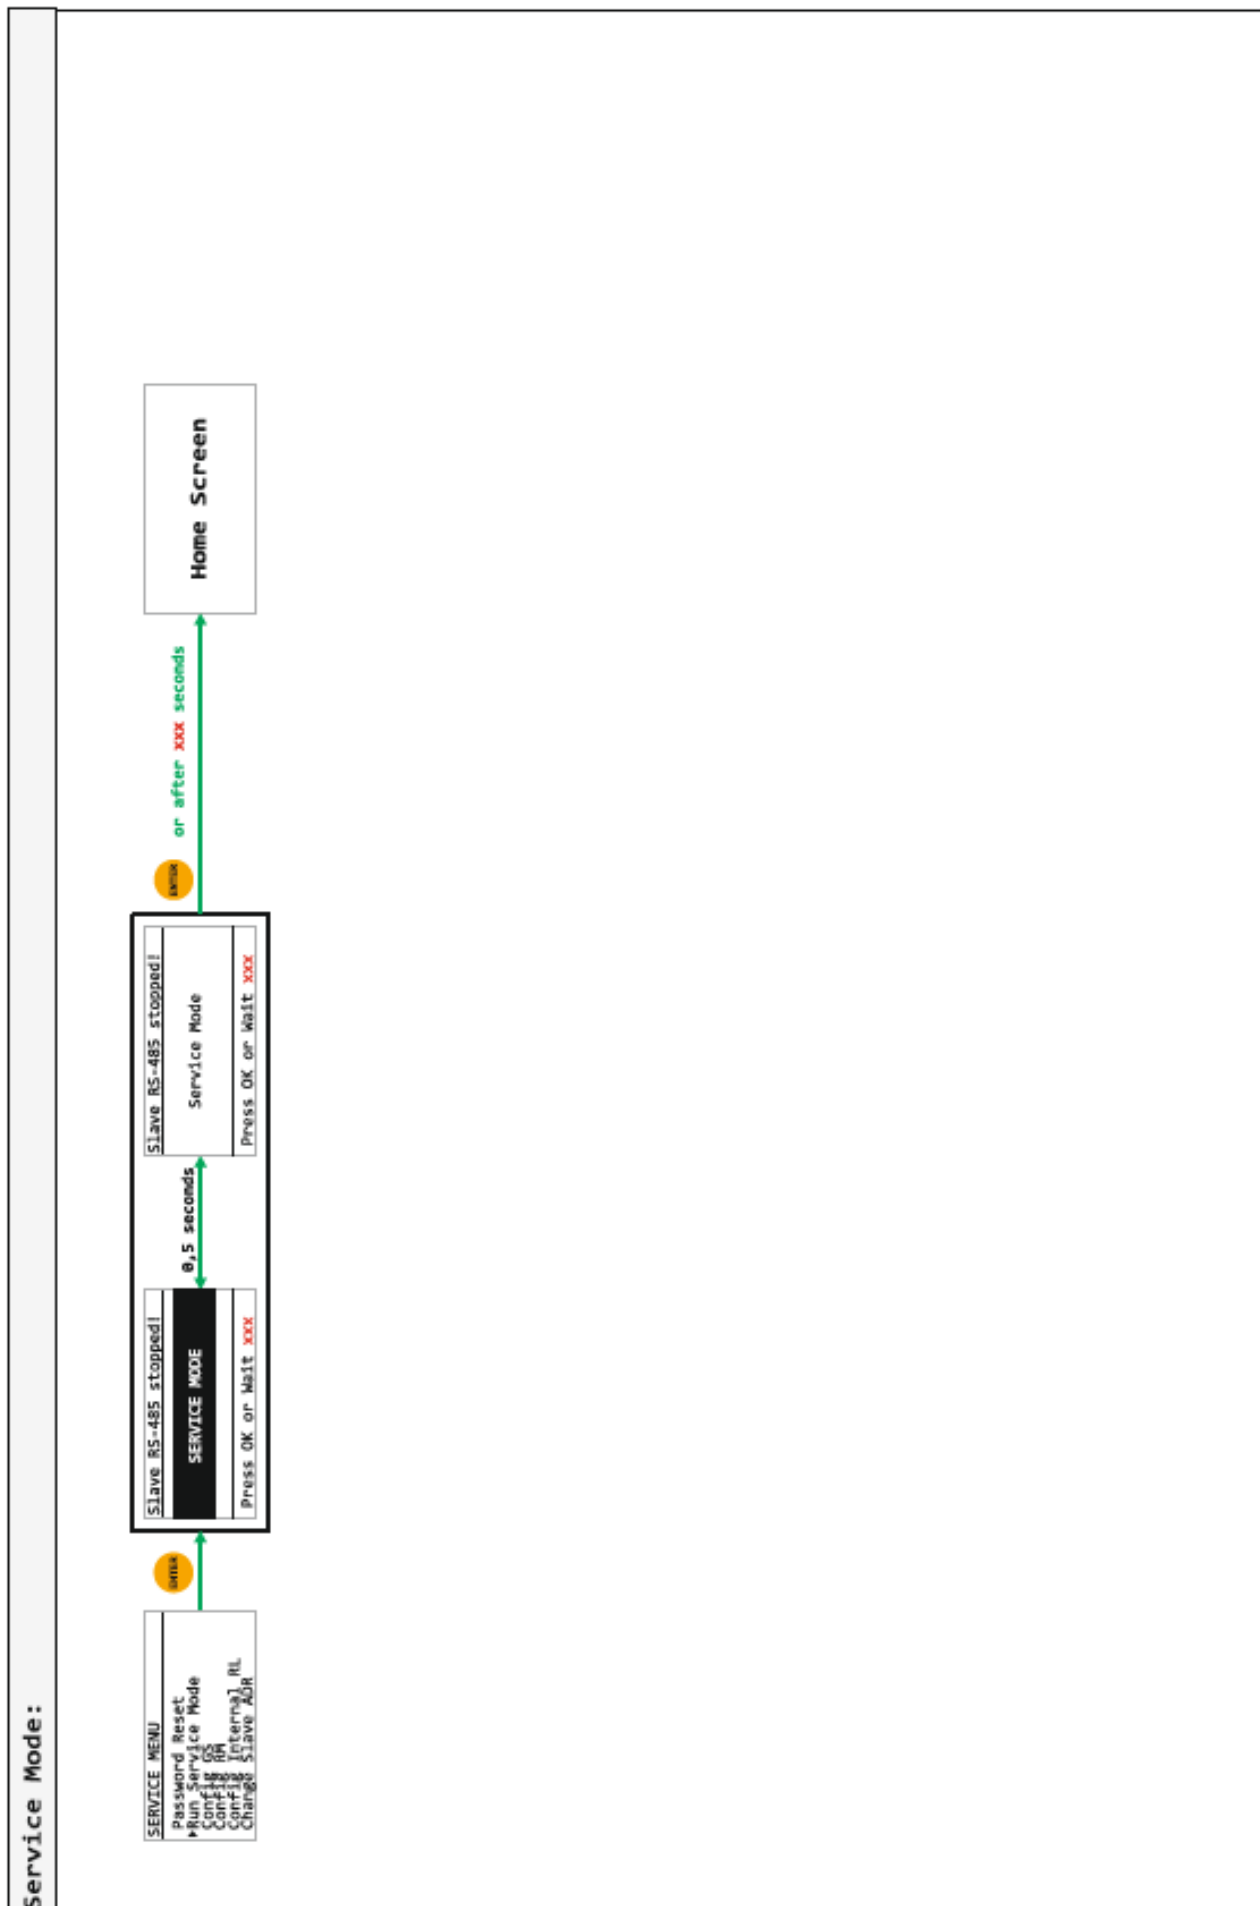 Service Mode:
SERVICE MENU
Password Reset
▶Run Service Mode
Config GS
Config RM
Config Internal RL
Change Slave ADR
ENTER
Slave RS-485 stopped!
SERVICE MODE
Press OK or Wait xxx
0,5 seconds
Slave RS-485 stopped!
Service Mode
Press OK or Wait xxx
ENTER
or after xxx seconds
Home Screen